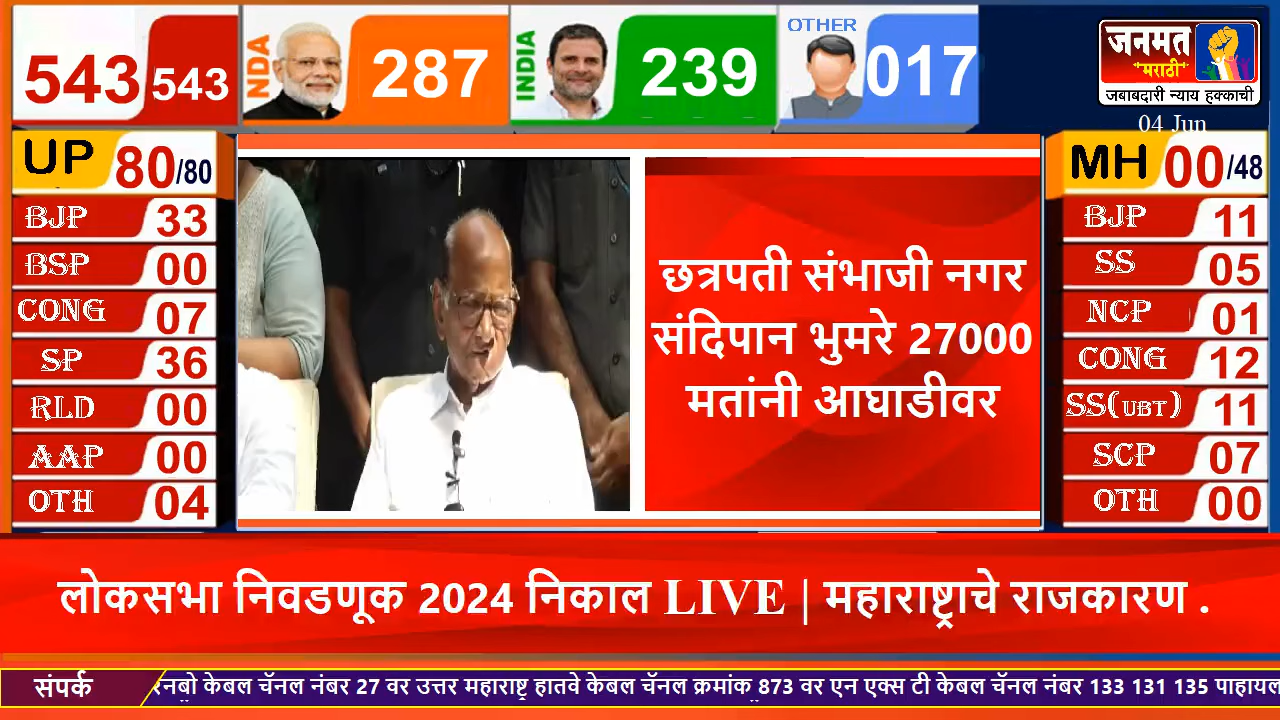 543 543
NDA 287
INDIA 239
OTHER 017
जनमत
"मराठी"
जबाबदारी न्याय हक्काची
04 Jun
UP 80/80
BJP 33
BSP 00
CONG 07
SP 36
RLD 00
AAP 00
OTH 04
छत्रपती संभाजी नगर
संदिपान भुमरे 27000
मतांनी आघाडीवर
MH 00/48
BJP 11
SS 05
NCP 01
CONG 12
SS(UBT) 11
SCP 07
OTH 00
लोकसभा निवडणूक 2024 निकाल LIVE | महाराष्ट्राचे राजकारण .
संपर्क
केबल चॅनल नंबर 27 वर उत्तर महाराष्ट्र हातवे केबल चॅनल क्रमांक 873 वर एन एक्स टी केबल चॅनल नंबर 133 131 135 पाहायल